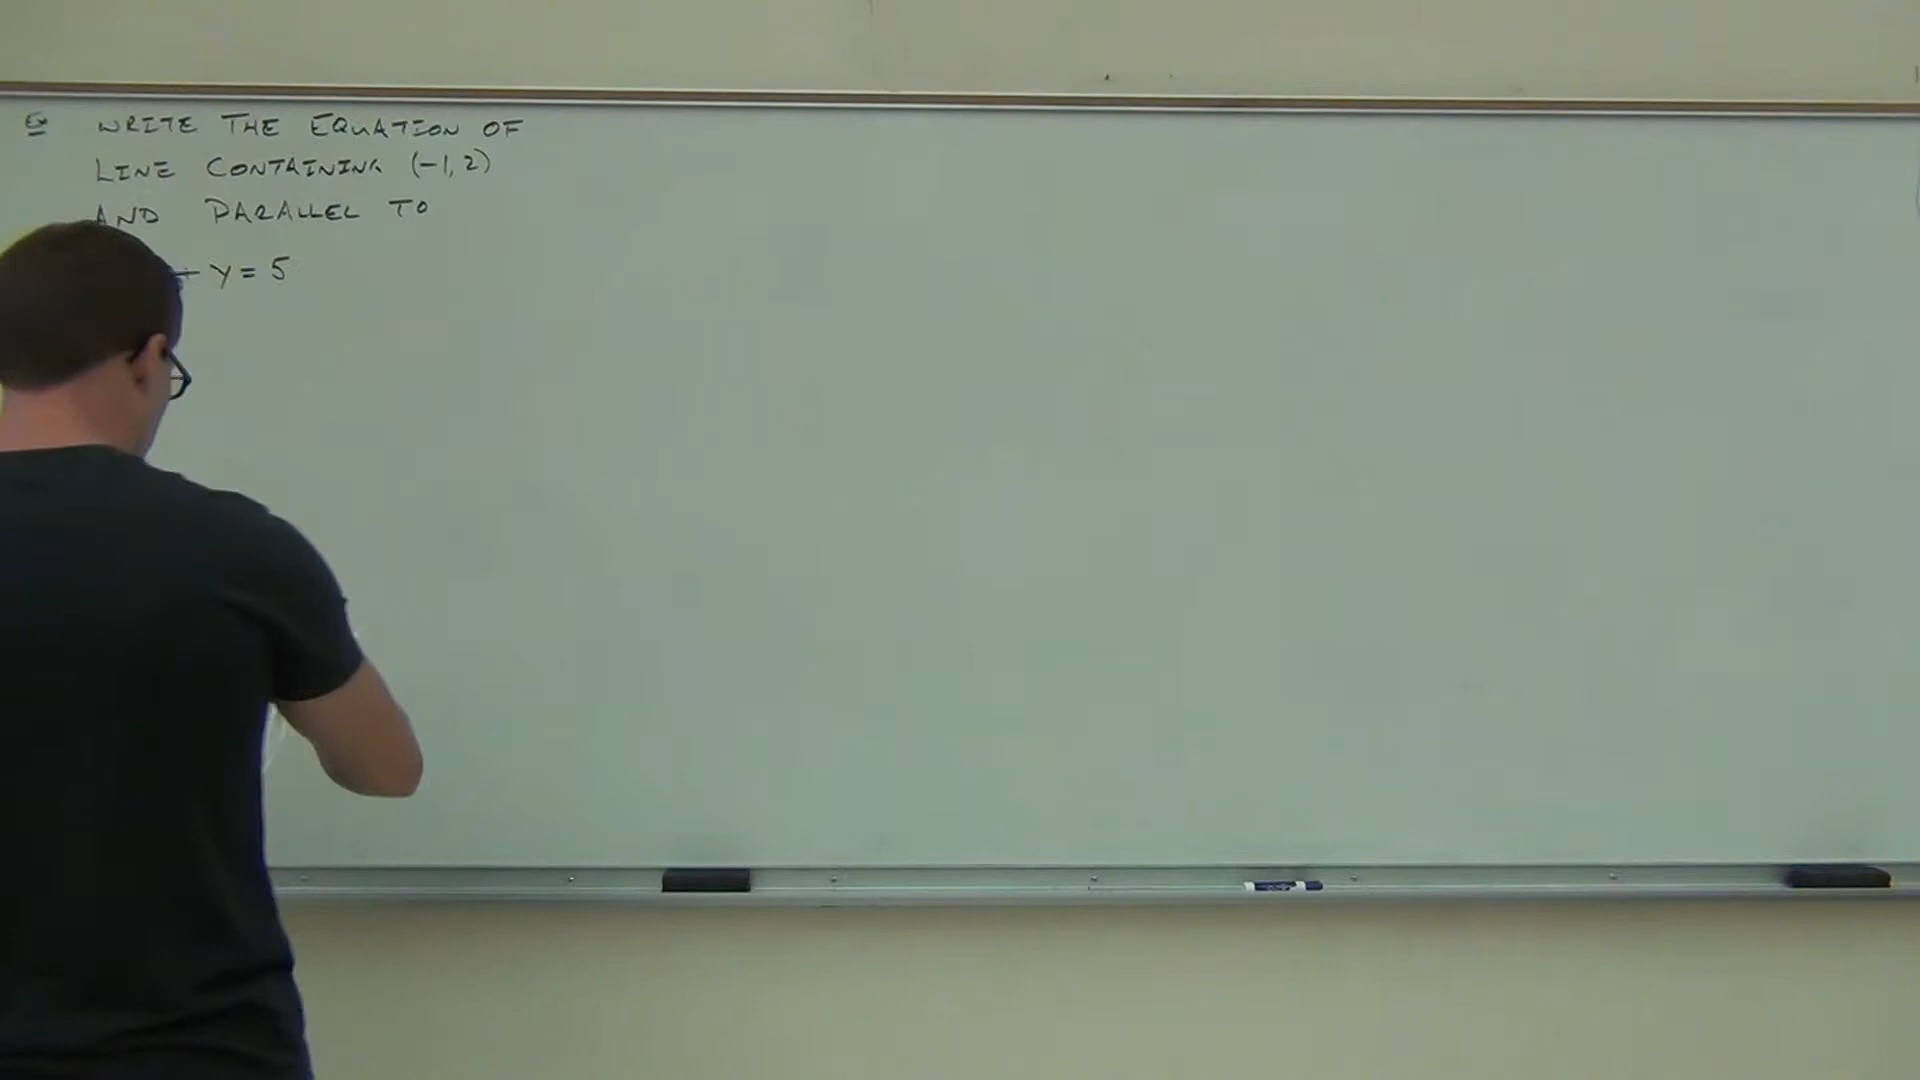 Ex WRITE THE EQUATION OF
LINE CONTAINING (-1, 2)
AND PARALLEL TO
- y = 5